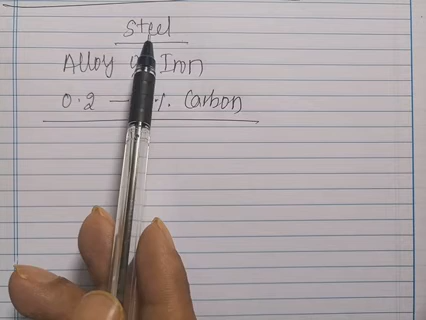 Steel
Alloy Iron
0.2 — % Carbon